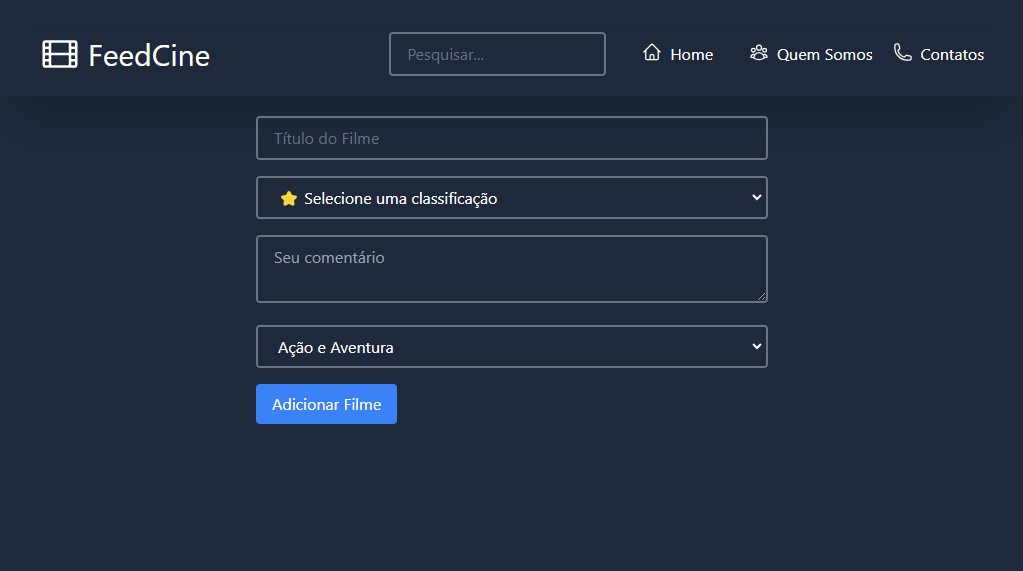 FeedCine
Pesquisar...
Home
Quem Somos
Contatos
Título do Filme
⭐ Selecione uma classificação
Seu comentário
Ação e Aventura
Adicionar Filme